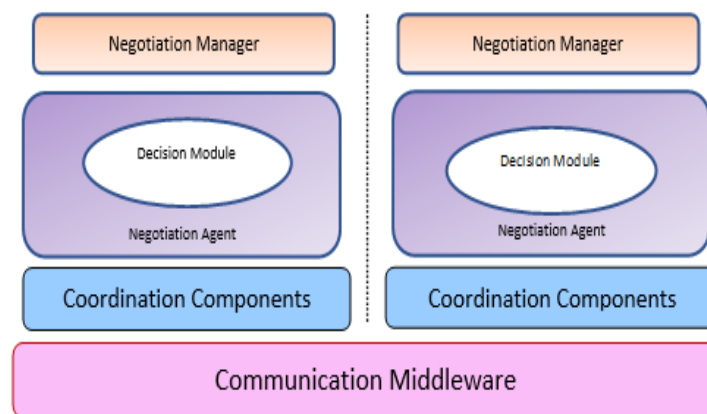 Negotiation Manager
Negotiation Manager
Decision Module
Decision Module
Negotiation Agent
Negotiation Agent
Coordination Components
Coordination Components
Communication Middleware